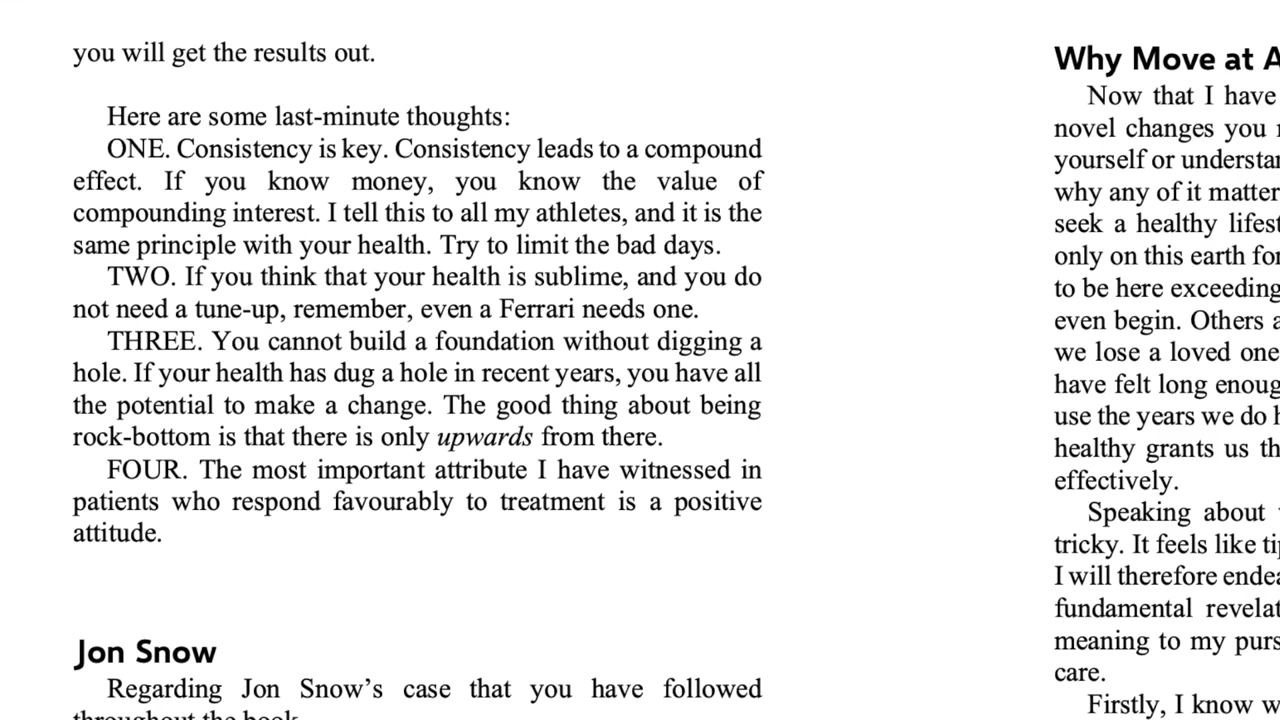 you will get the results out.
Here are some last-minute thoughts:
ONE. Consistency is key. Consistency leads to a compound
effect. If you know money, you know the value of
compounding interest. I tell this to all my athletes, and it is the
same principle with your health. Try to limit the bad days.
TWO. If you think that your health is sublime, and you do
not need a tune-up, remember, even a Ferrari needs one.
THREE. You cannot build a foundation without digging a
hole. If your health has dug a hole in recent years, you have all
the potential to make a change. The good thing about being
rock-bottom is that there is only upwards from there.
FOUR. The most important attribute I have witnessed in
patients who respond favourably to treatment is a positive
attitude.
Jon Snow
Regarding Jon Snow's case that you have followed
throughout the book
Why Move at A
Now that I have
novel changes you
yourself or understa
why any of it matter
seek a healthy lifest
only on this earth for
to be here exceeding
even begin. Others a
we lose a loved one
have felt long enoug
use the years we do h
healthy grants us th
effectively.
Speaking about
tricky. It feels like ti
I will therefore ende
fundamental revelat
meaning to my purs
care.
Firstly, I know w